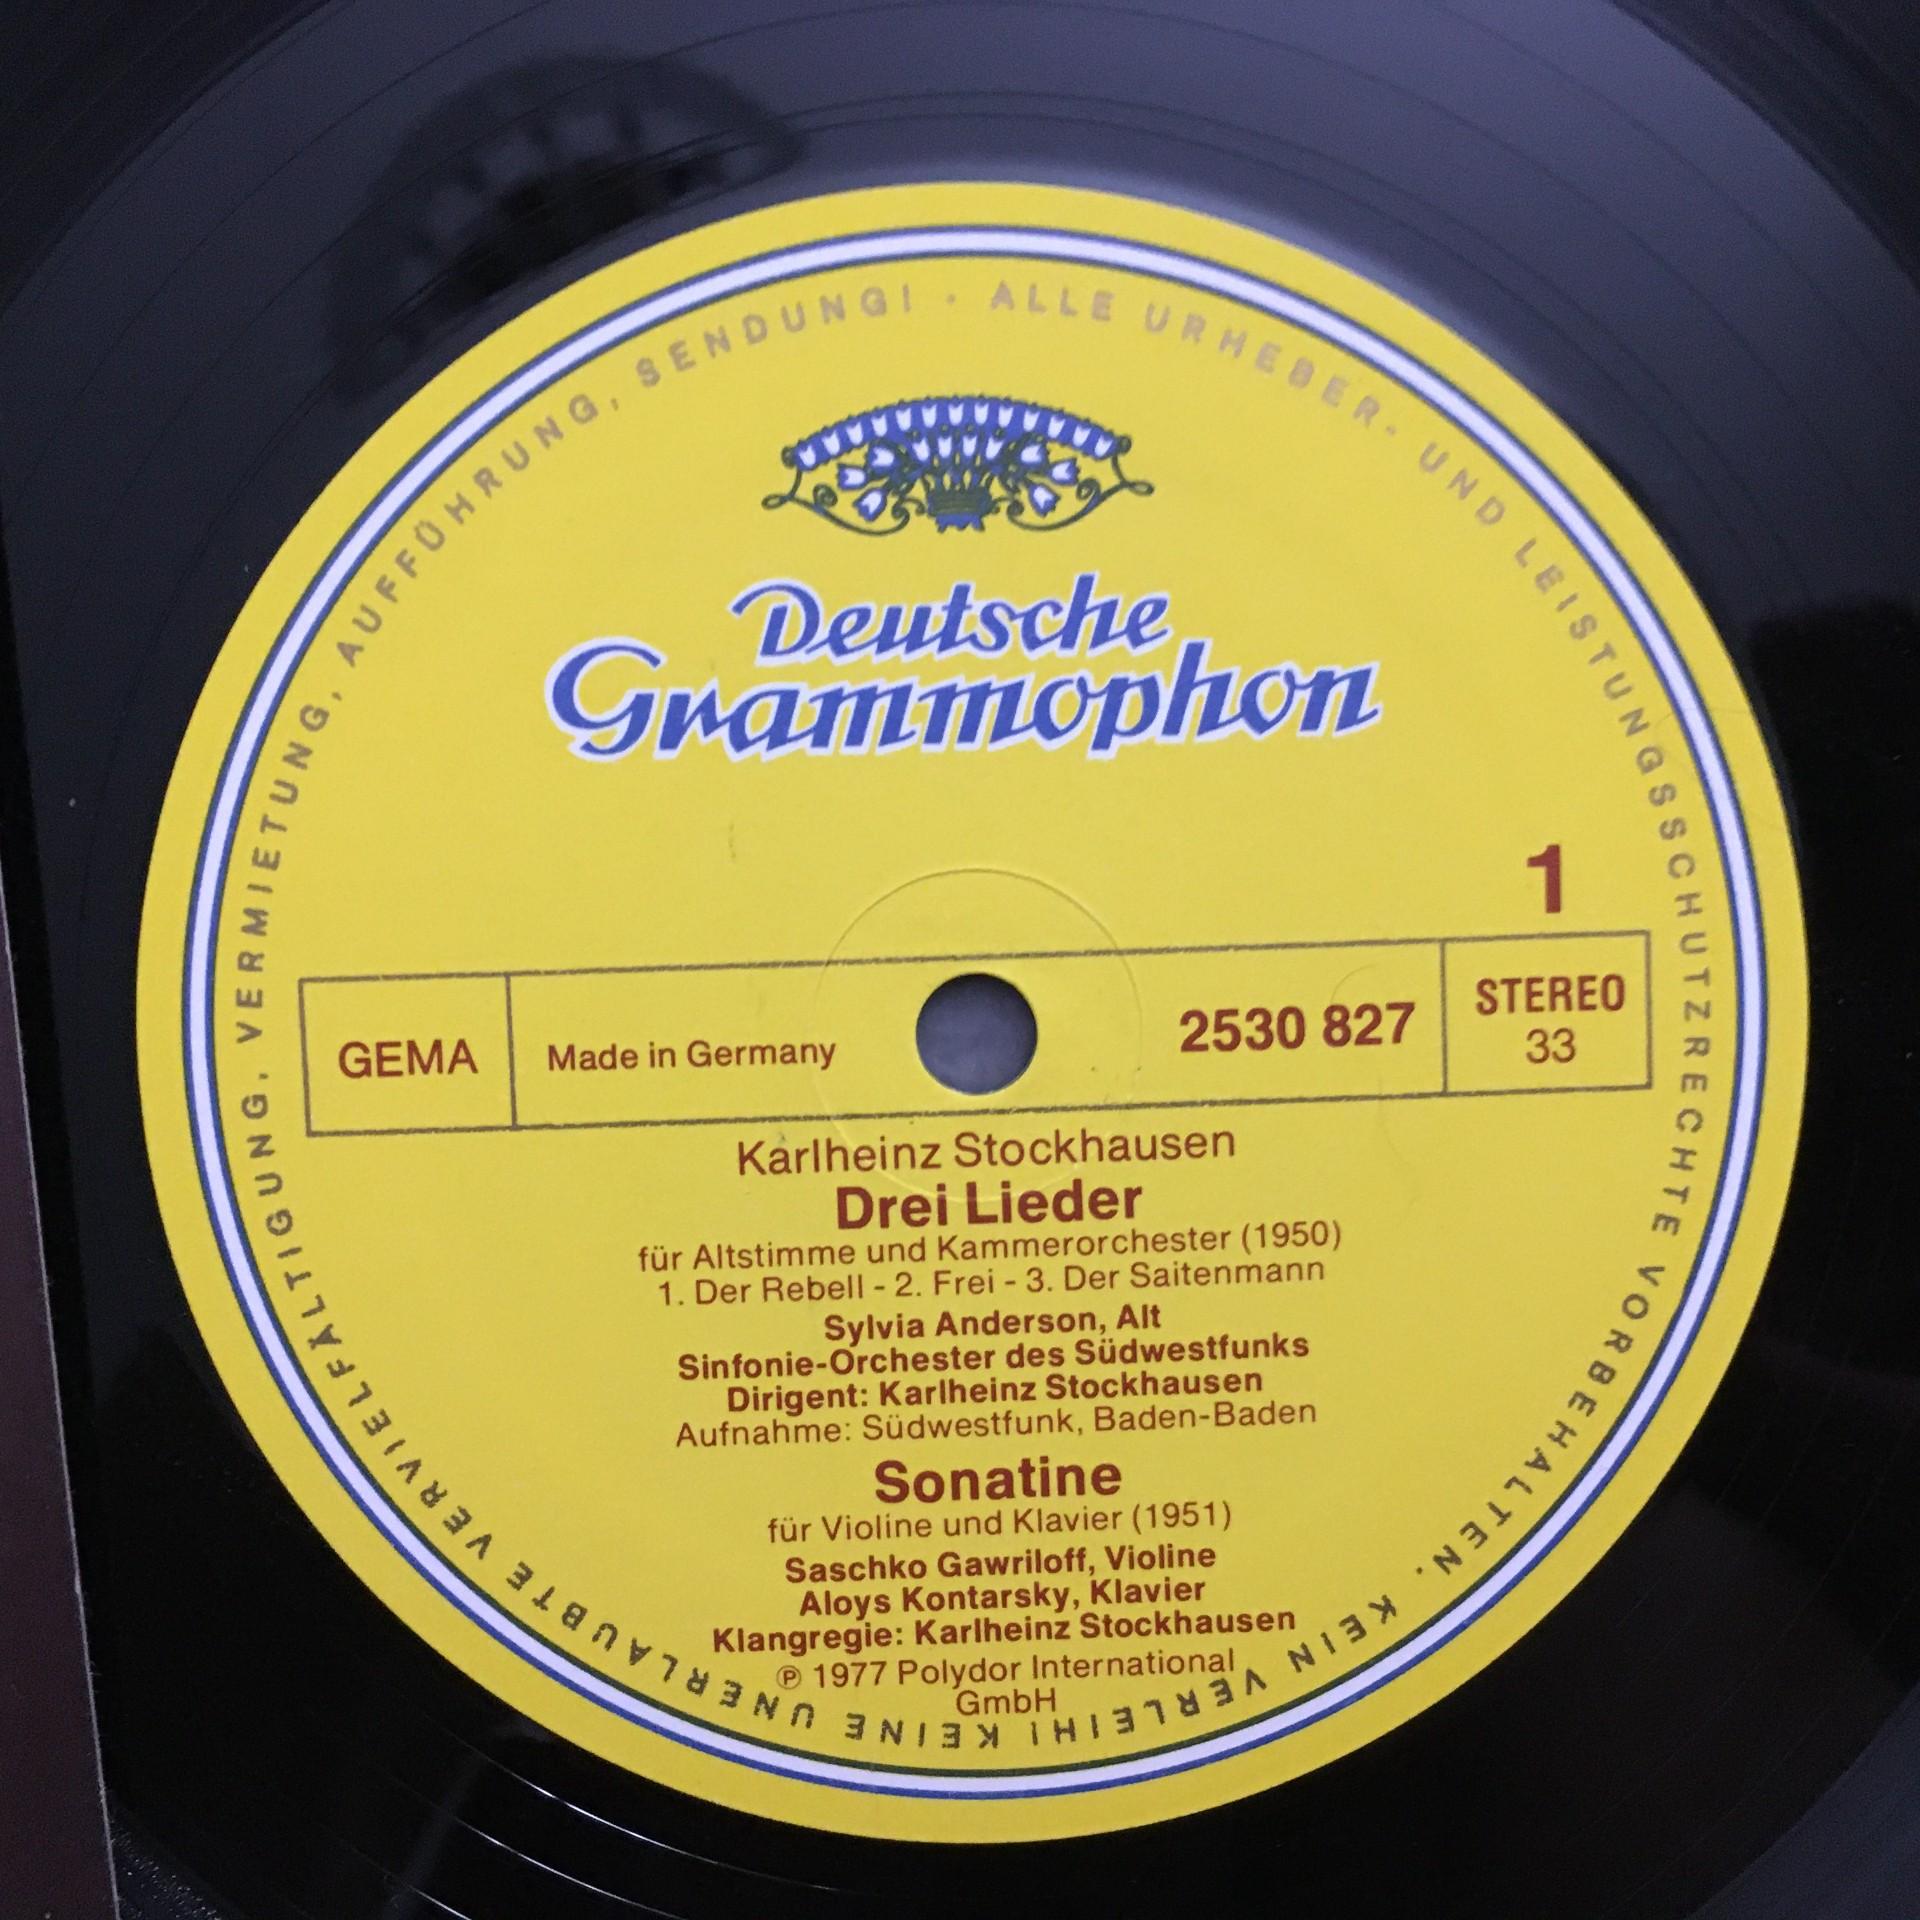 ALLE URHEBER- UND LEISTUNGSSCHUTZRECHTE VORBEHALTEN. KEIN VERLEIH! KEINE UNERLAUBTE VERVIELFÄLTIGUNG, VERMIETUNG, AUFFÜHRUNG, SENDUNG! ·
Deutsche
Grammophon
1
GEMA
Made in Germany
2530 827
STEREO
33
Karlheinz Stockhausen
Drei Lieder
für Altstimme und Kammerorchester (1950)
1. Der Rebell - 2. Frei - 3. Der Saitenmann
Sylvia Anderson, Alt
Sinfonie-Orchester des Südwestfunks
Dirigent: Karlheinz Stockhausen
Aufnahme: Südwestfunk, Baden-Baden
Sonatine
für Violine und Klavier (1951)
Saschko Gawriloff, Violine
Aloys Kontarsky, Klavier
Klangregie: Karlheinz Stockhausen
℗ 1977 Polydor International
GmbH